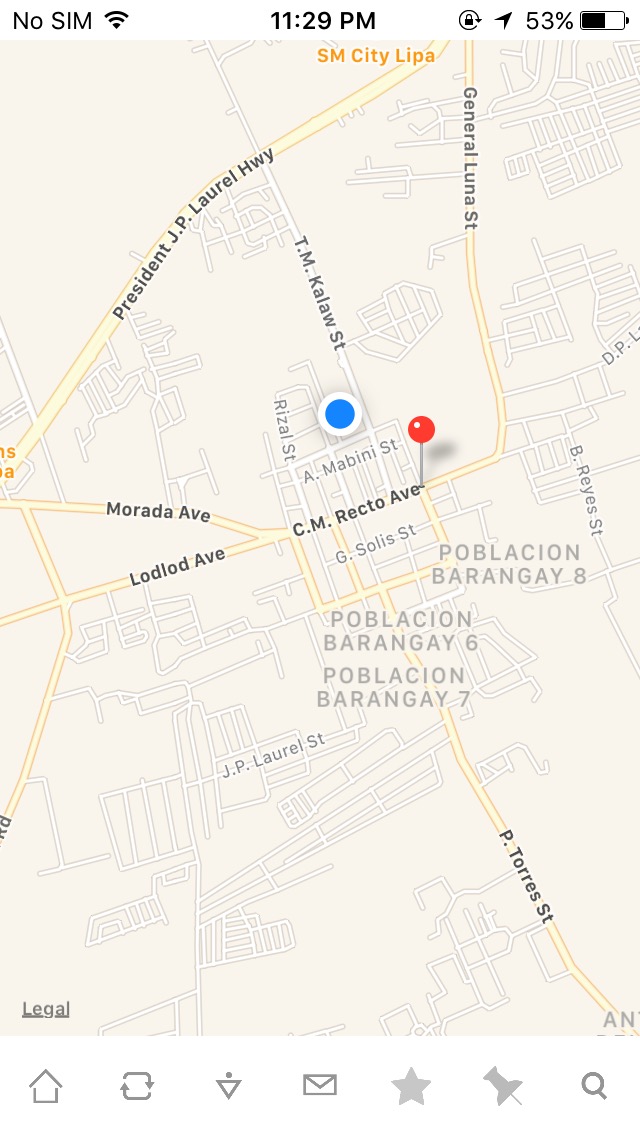 No SIM 11:29 PM 53%
SM City Lipa
General Luna St
President J.P. Laurel Hwy
T.M. Kalaw St
Rizal St
A. Mabini St
B. Reyes St
Morada Ave
C.M. Recto Ave
G. Solis St
Lodlod Ave
POBLACION
BARANGAY 8
POBLACION
BARANGAY 6
POBLACION
BARANGAY 7
J.P. Laurel St
P. Torres St
Legal